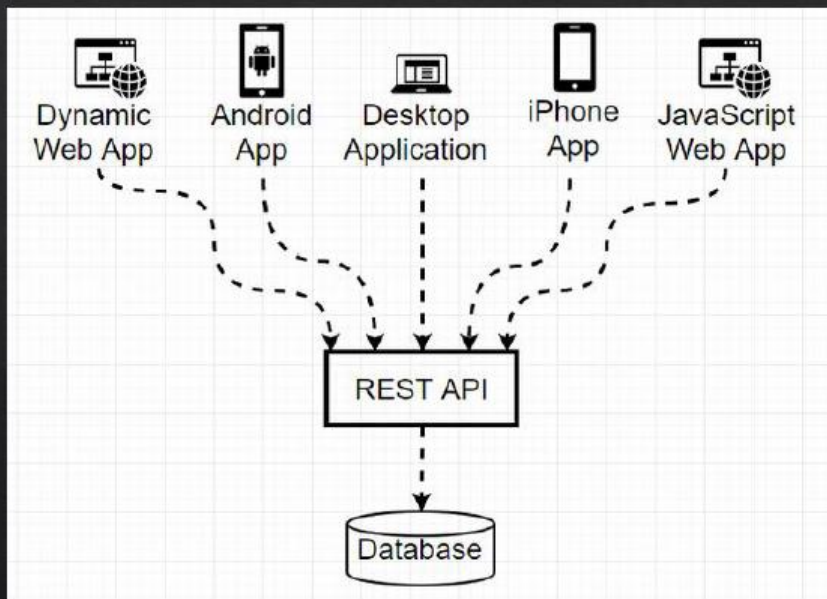 Dynamic
Web App
Android
App
Desktop
Application
iPhone
App
JavaScript
Web App
REST API
Database